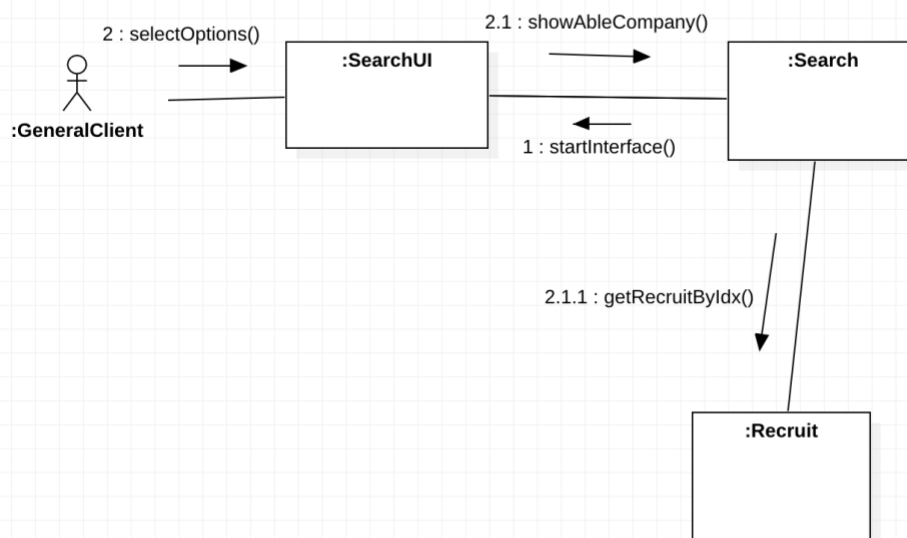 2.1 : showAbleCompany()
2 : selectOptions()
:SearchUI
:Search
:GeneralClient
1 : startInterface()
2.1.1 : getRecruitByIdx()
:Recruit